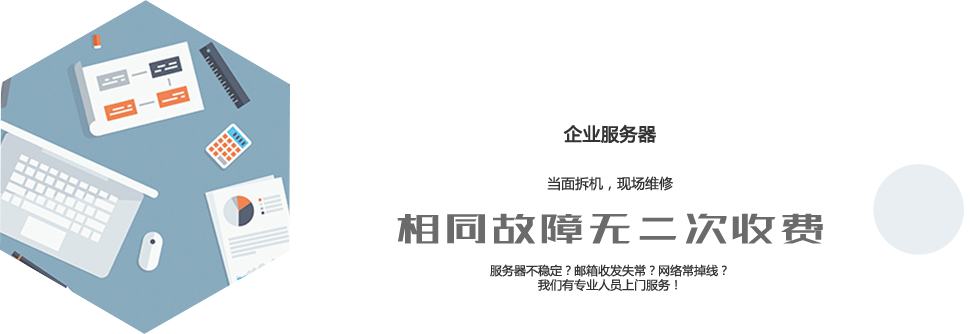 企业服务器
当面拆机，现场维修
相同故障无二次收费
服务器不稳定？邮箱收发失常？网络常掉线？
我们有专业人员上门服务！